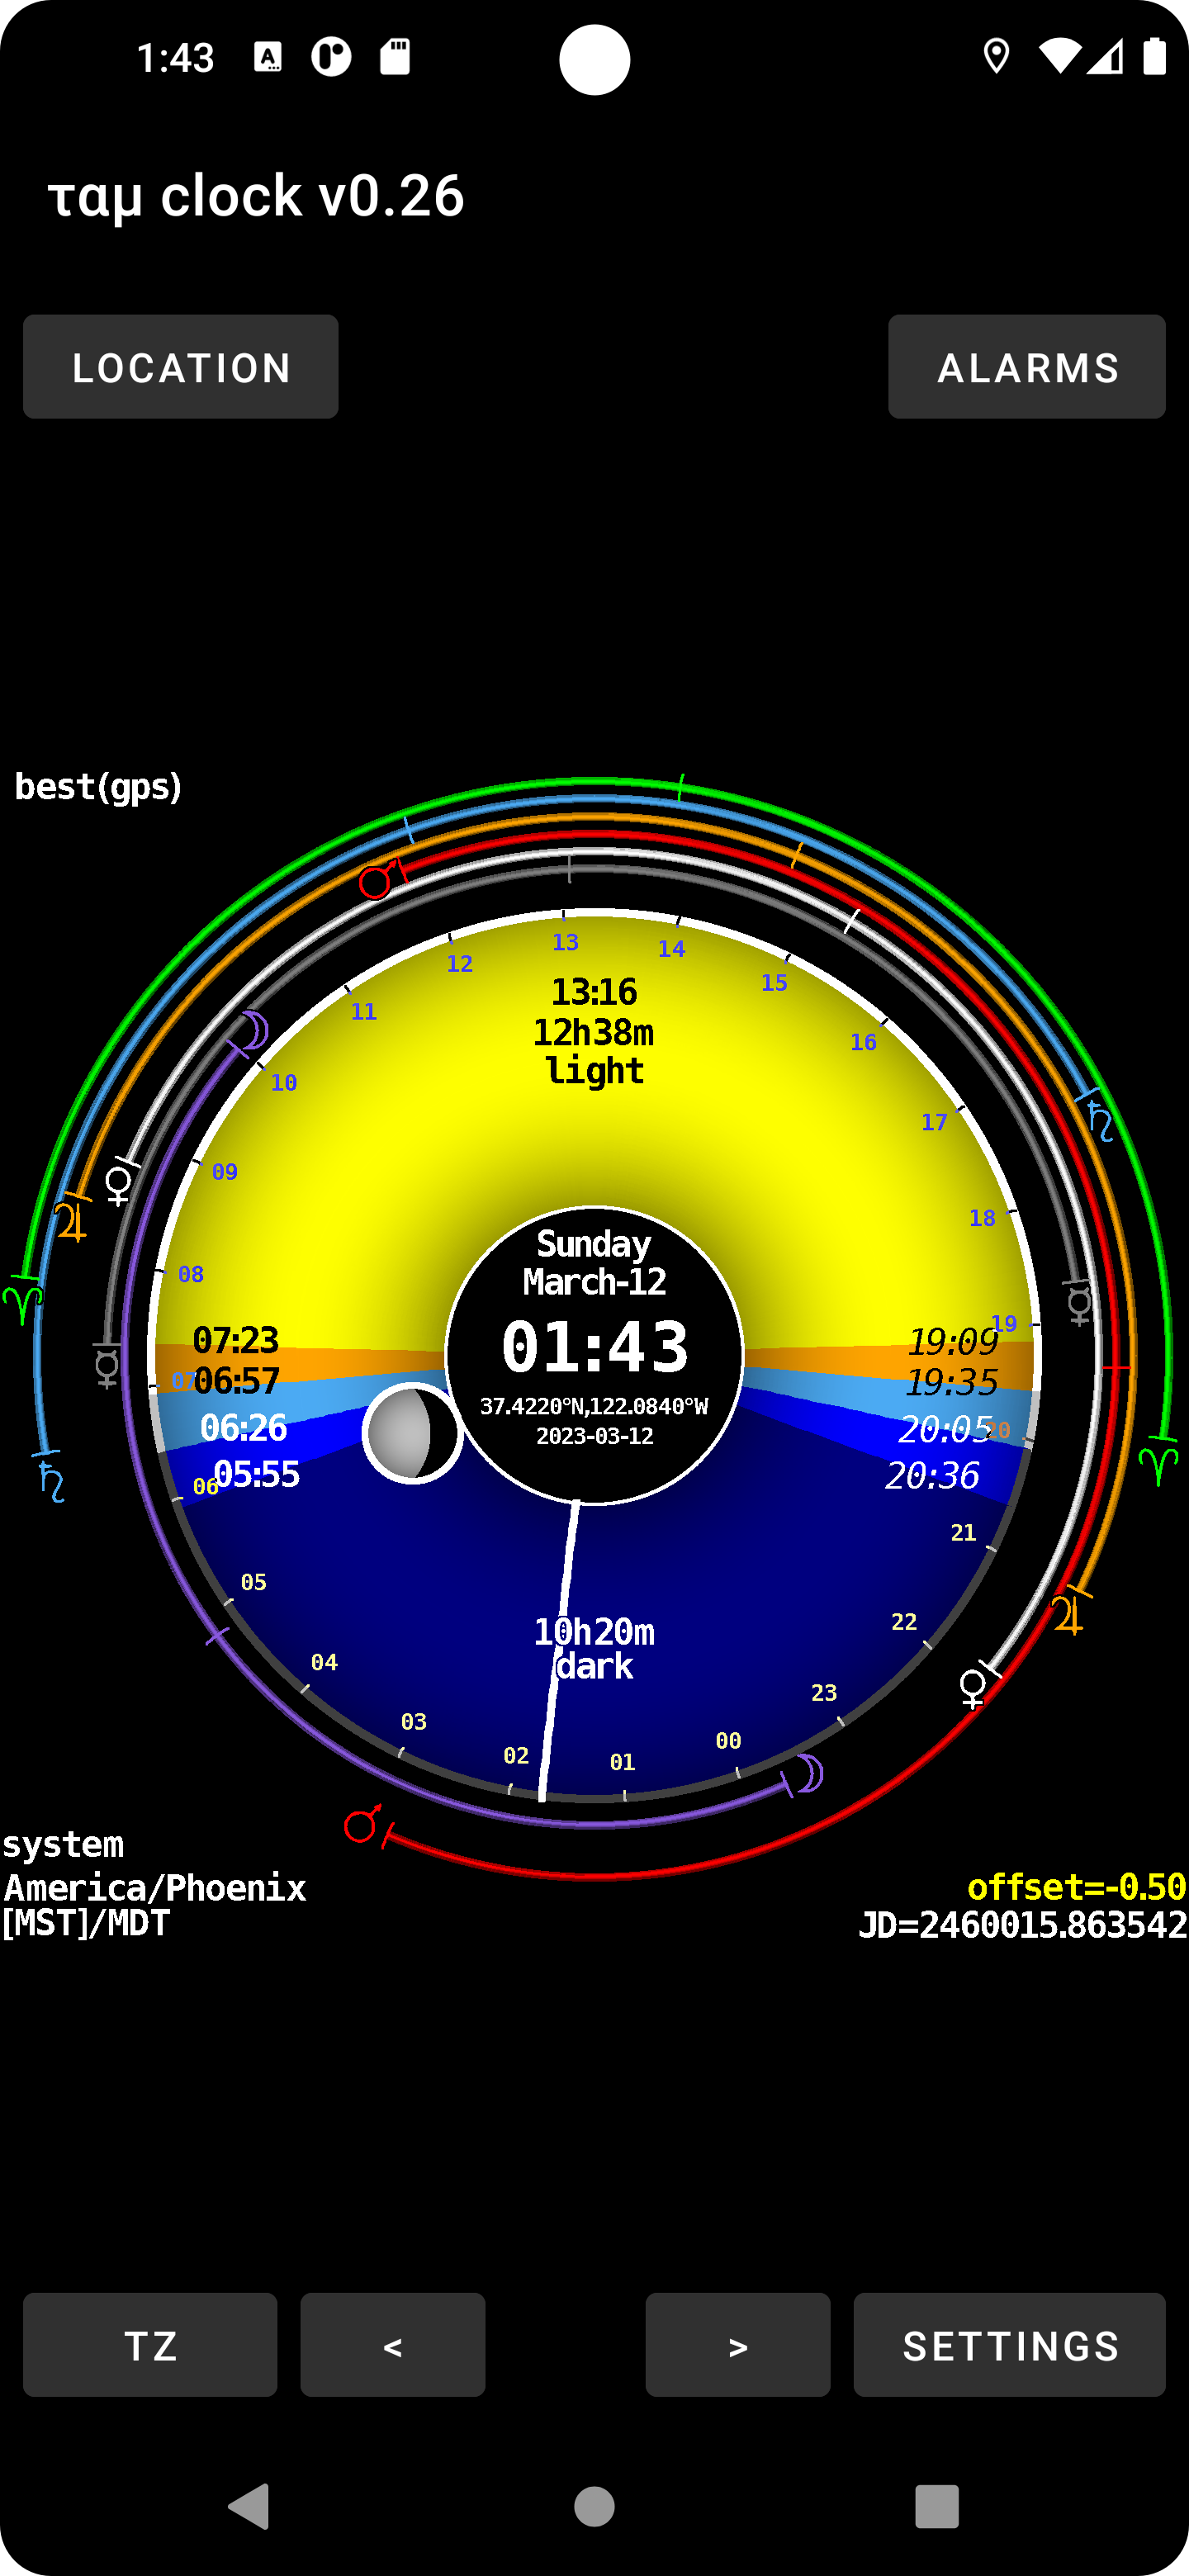 1:43
ταμ clock v0.26
LOCATION
ALARMS
best(gps)
13
14
12
15
11
13:16
12h38m
light
16
10
17
09
18
08
Sunday
March-12
01:43
37.4220°N,122.0840°W
2023-03-12
07:23
06:57
07
06:26
05:55
06
19
19:09
19:35
20:05
20
20:36
21
05
22
10h20m
dark
04
23
03
00
02
01
system
America/Phoenix
[MST]/MDT
offset=-0.50
JD=2460015.863542
TZ
<
>
SETTINGS